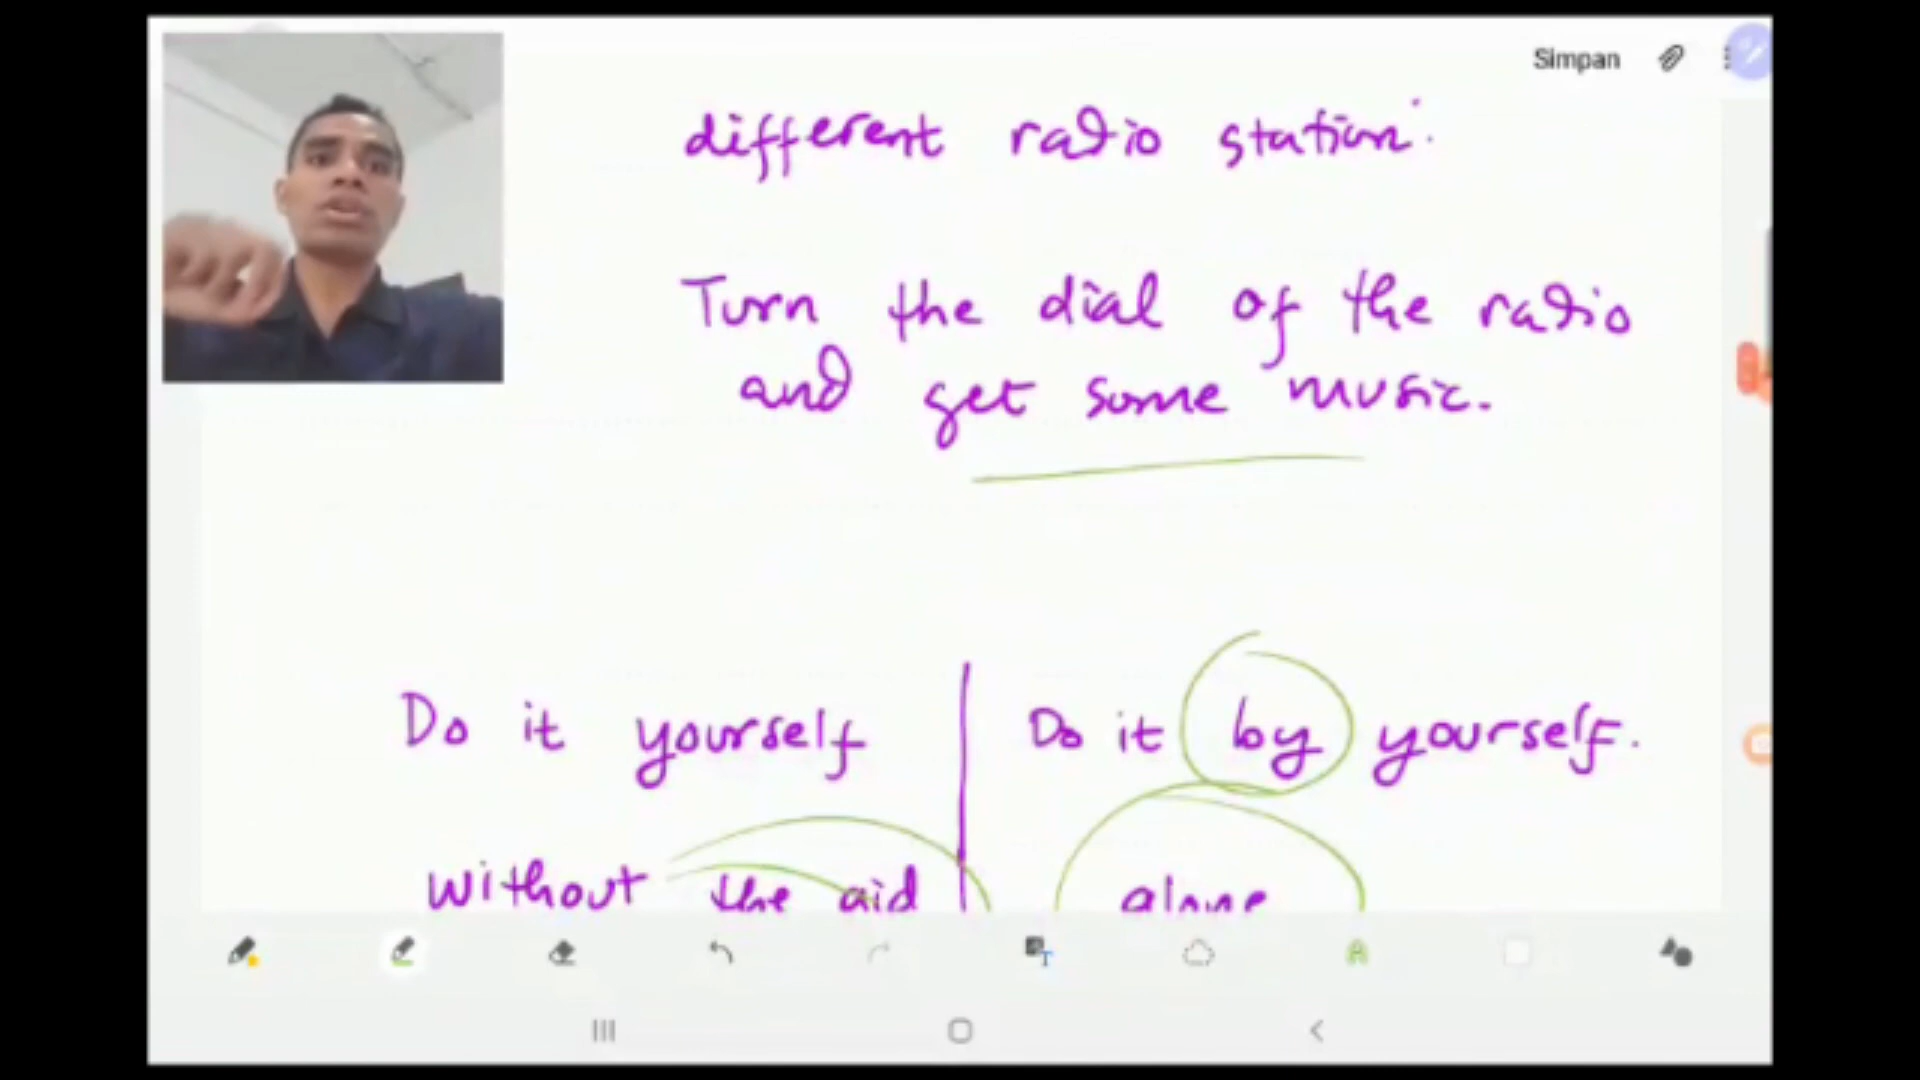 Simpan
different radio station.
Turn the dial of the radio
and get some music.
Do it yourself
Do it by yourself.
without the aid
alone